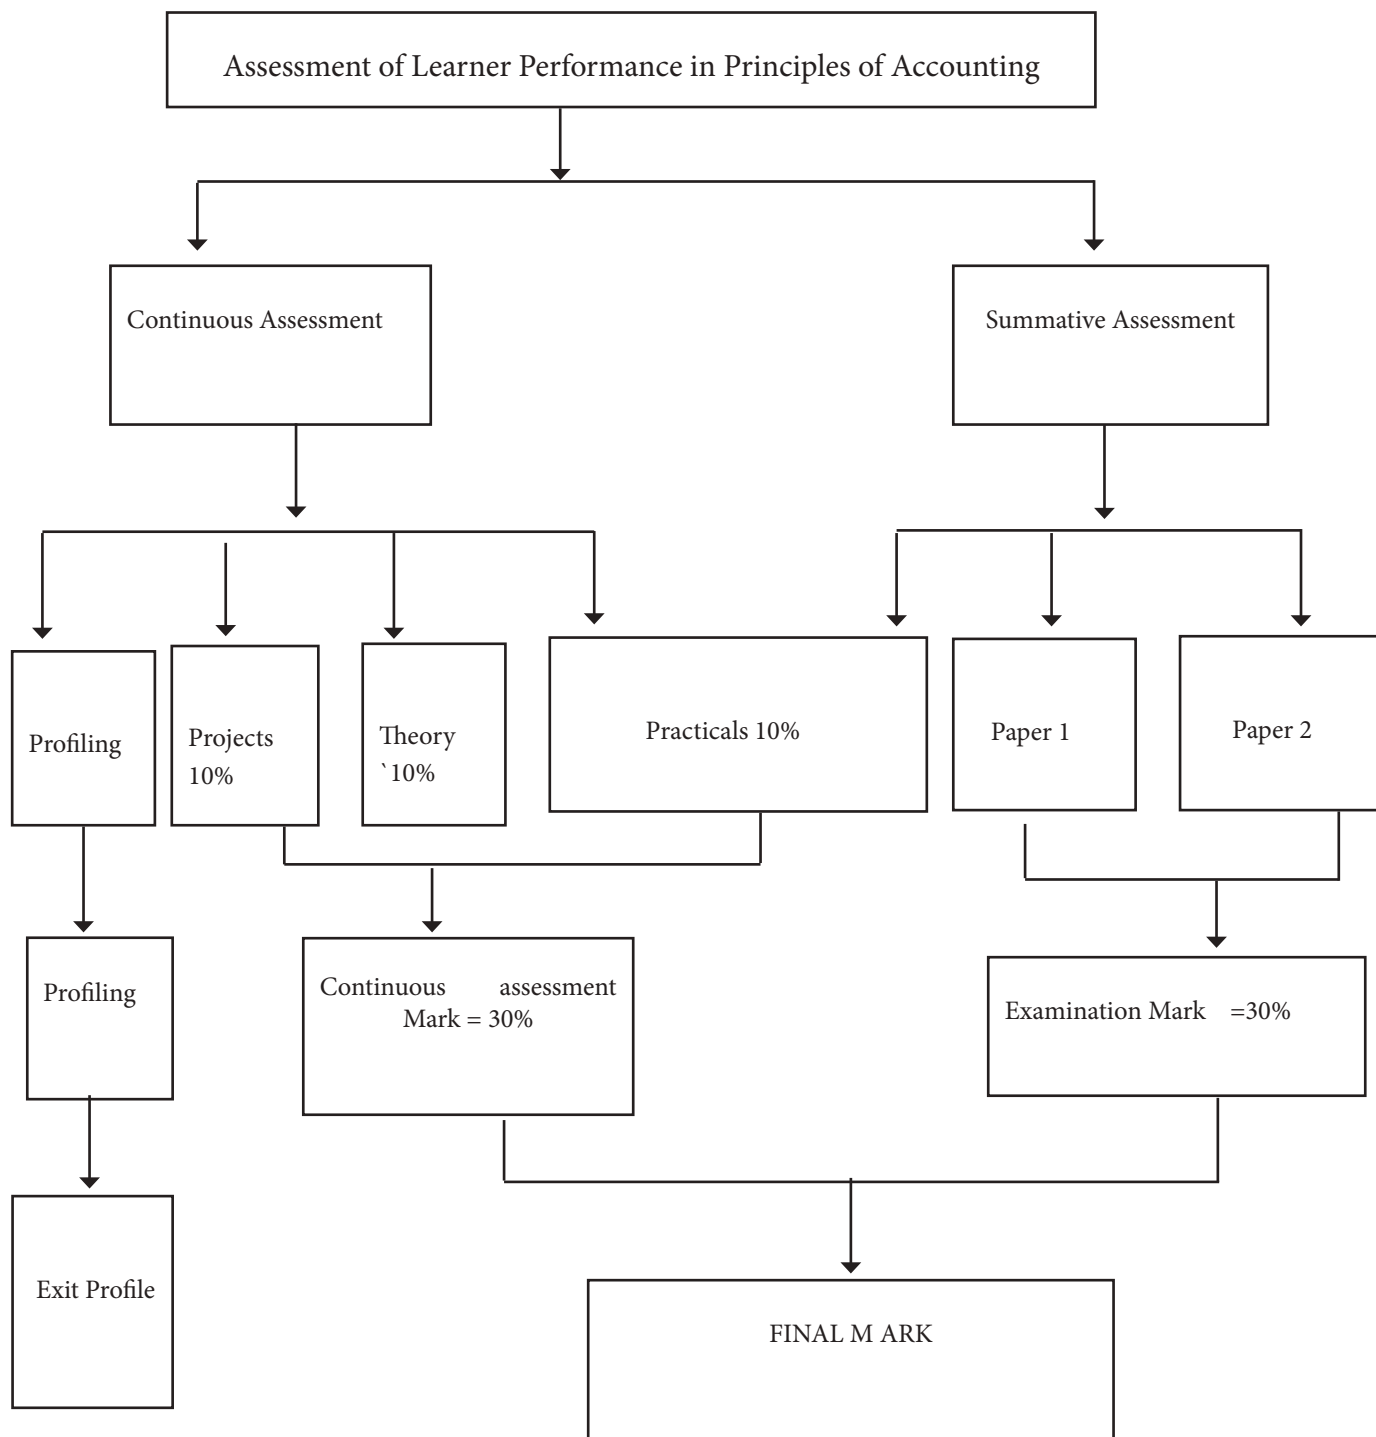 Assessment of Learner Performance in Principles of Accounting
Continuous Assessment
Summative Assessment
Profiling
Projects
10%
Theory
`10%
Practicals 10%
Paper 1
Paper 2
Profiling
Continuous assessment
Mark = 30%
Examination Mark =30%
Exit Profile
FINAL M ARK